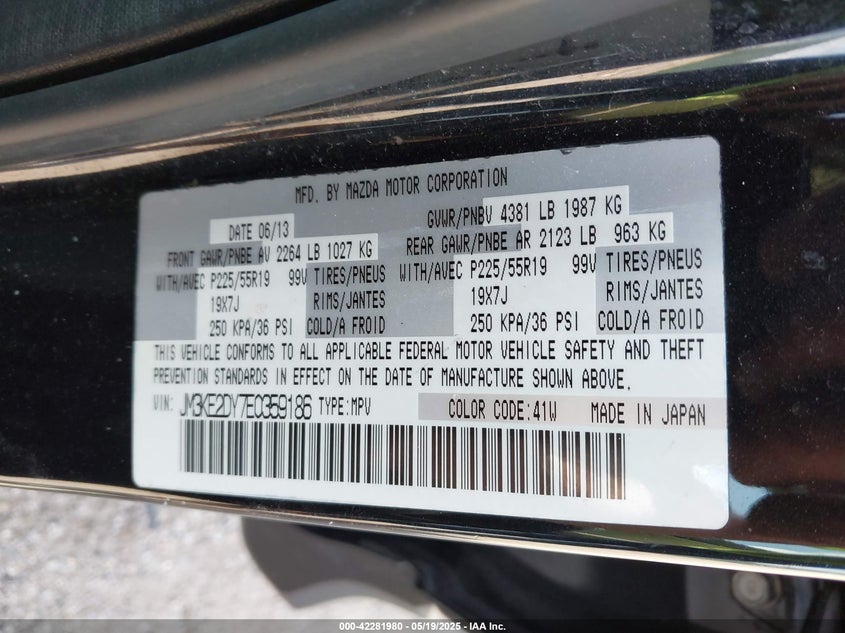 MFD. BY MAZDA MOTOR CORPORATION
DATE 06/13 GVWR/PNBV 4381 LB 1987 KG
FRONT GAWR/PNBE AV 2264 LB 1027 KG REAR GAWR/PNBE AR 2123 LB 963 KG
WITH/AVEC P225/55R19 99V TIRES/PNEUS WITH/AVEC P225/55R19 99V TIRES/PNEUS
19X7J RIMS/JANTES 19X7J RIMS/JANTES
250 KPA/36 PSI COLD/A FROID 250 KPA/36 PSI COLD/A FROID
THIS VEHICLE CONFORMS TO ALL APPLICABLE FEDERAL MOTOR VEHICLE SAFETY AND THEFT
PREVENTION STANDARDS IN EFFECT ON THE DATE OF MANUFACTURE SHOWN ABOVE.
VIN: JM3KE2DY7E0359186 TYPE:MPV COLOR CODE:41W MADE IN JAPAN
000-42281980 - 05/19/2025 - IAA Inc.